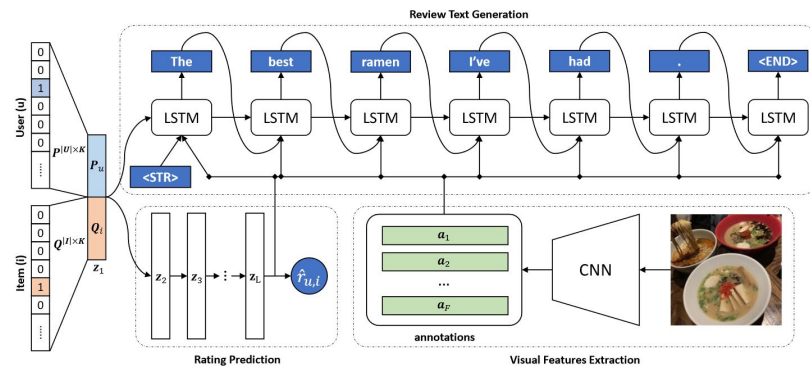 Review Text Generation
The best ramen I've had . <END>
LSTM LSTM LSTM LSTM LSTM LSTM LSTM
<STR>
User (u)
0
0
1
0
0
0
....
P^{|U|×K}
P_u
Item (i)
0
0
0
0
1
0
....
Q^{|I|×K}
Q_i
z_1
z_2 z_3 ... z_L r̂_{u,i}
Rating Prediction
a_1
a_2
...
a_F
annotations
CNN
Visual Features Extraction